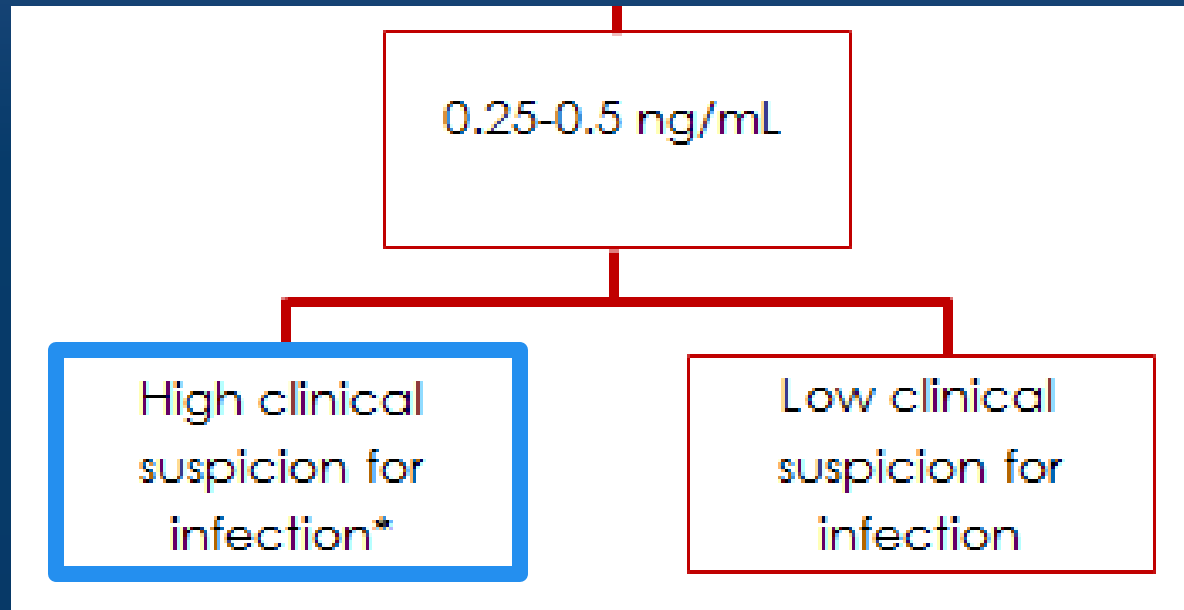 0.25-0.5 ng/mL
High clinical
suspicion for
infection*
Low clinical
suspicion for
infection